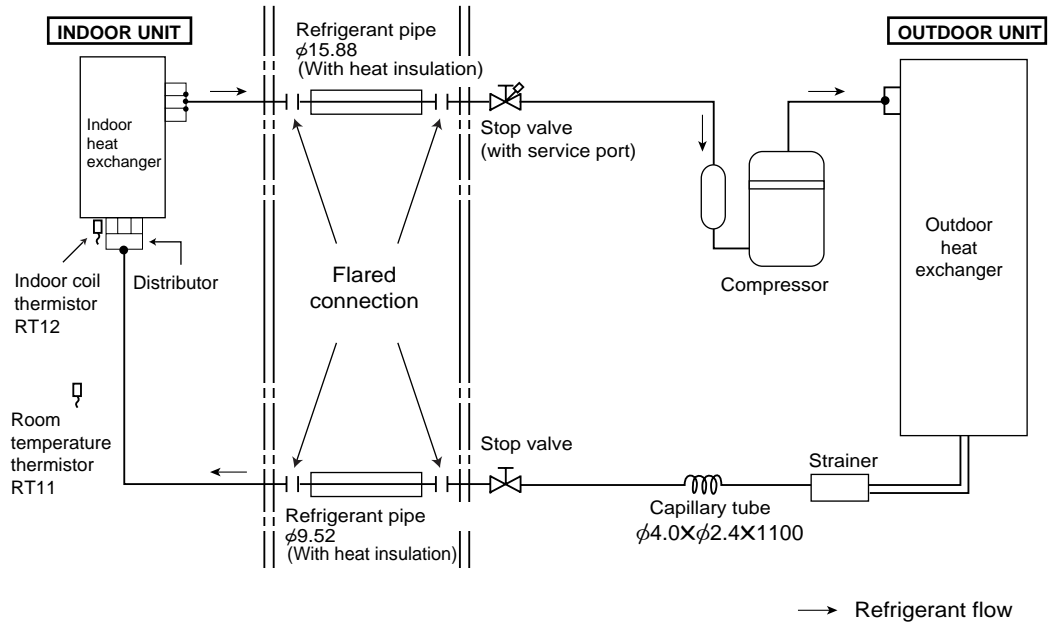 INDOOR UNIT
Refrigerant pipe
ϕ15.88
(With heat insulation)
OUTDOOR UNIT
Indoor
heat
exchanger
Stop valve
(with service port)
Compressor
Outdoor
heat
exchanger
Indoor coil
thermistor
RT12
Distributor
Flared
connection
Room
temperature
thermistor
RT11
Stop valve
Strainer
Capillary tube
ϕ4.0Xϕ2.4X1100
Refrigerant pipe
ϕ9.52
(With heat insulation)
Refrigerant flow